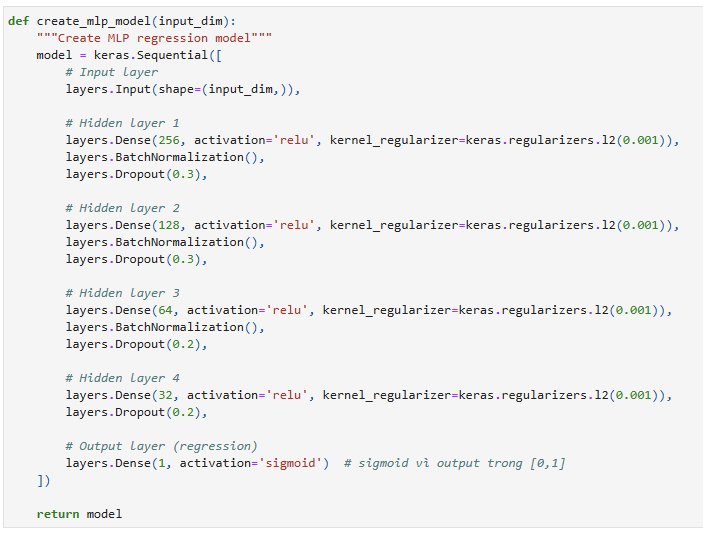 def create_mlp_model(input_dim):
    """Create MLP regression model"""
    model = keras.Sequential([
        # Input layer
        layers.Input(shape=(input_dim,)),

        # Hidden layer 1
        layers.Dense(256, activation='relu', kernel_regularizer=keras.regularizers.l2(0.001)),
        layers.BatchNormalization(),
        layers.Dropout(0.3),

        # Hidden layer 2
        layers.Dense(128, activation='relu', kernel_regularizer=keras.regularizers.l2(0.001)),
        layers.BatchNormalization(),
        layers.Dropout(0.3),

        # Hidden layer 3
        layers.Dense(64, activation='relu', kernel_regularizer=keras.regularizers.l2(0.001)),
        layers.BatchNormalization(),
        layers.Dropout(0.2),

        # Hidden layer 4
        layers.Dense(32, activation='relu', kernel_regularizer=keras.regularizers.l2(0.001)),
        layers.Dropout(0.2),

        # Output layer (regression)
        layers.Dense(1, activation='sigmoid')  # sigmoid vì output trong [0,1]
    ])

    return model